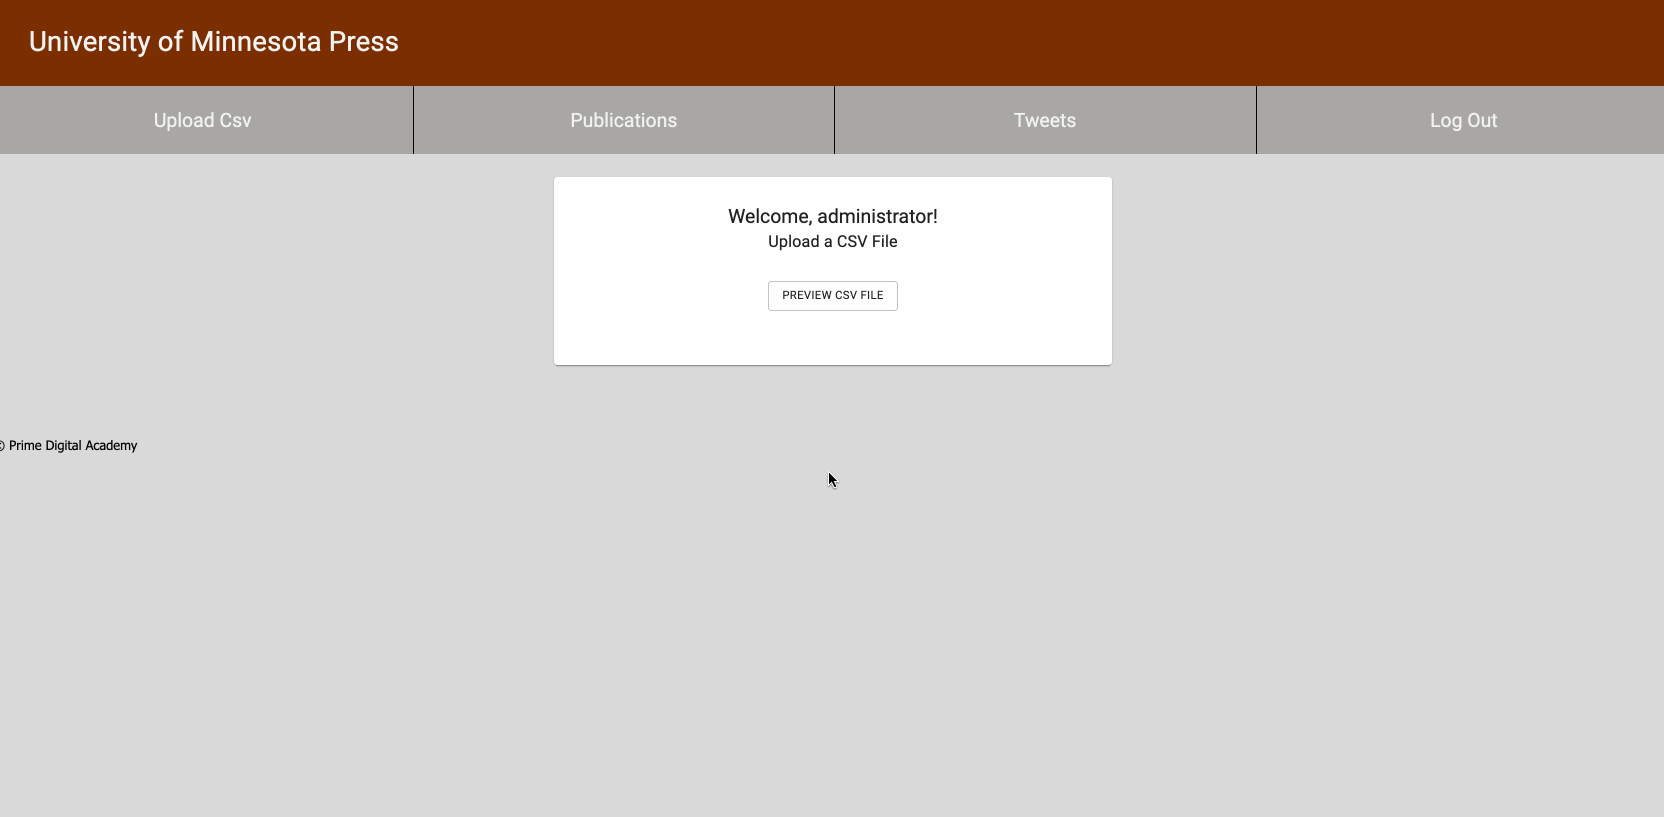 University of Minnesota Press
Upload Csv Publications Tweets Log Out
Welcome, administrator!
Upload a CSV File
PREVIEW CSV FILE
© Prime Digital Academy